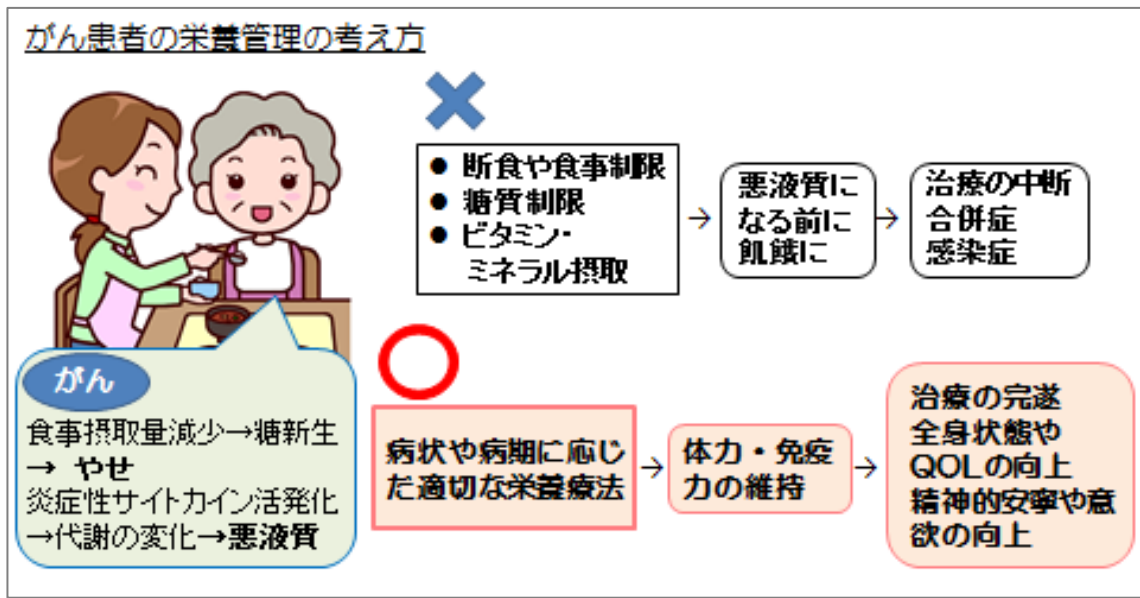 がん患者の栄養管理の考え方
● 断食や食事制限
● 糖質制限
● ビタミン・
ミネラル摂取
→
悪液質に
なる前に
飢餓に
→
治療の中断
合併症
感染症
がん
食事摂取量減少→糖新生
→ やせ
炎症性サイトカイン活発化
→代謝の変化→悪液質
病状や病期に応じ
た適切な栄養療法
→
体力・免疫
力の維持
→
治療の完遂
全身状態や
QOLの向上
精神的安寧や意
欲の向上